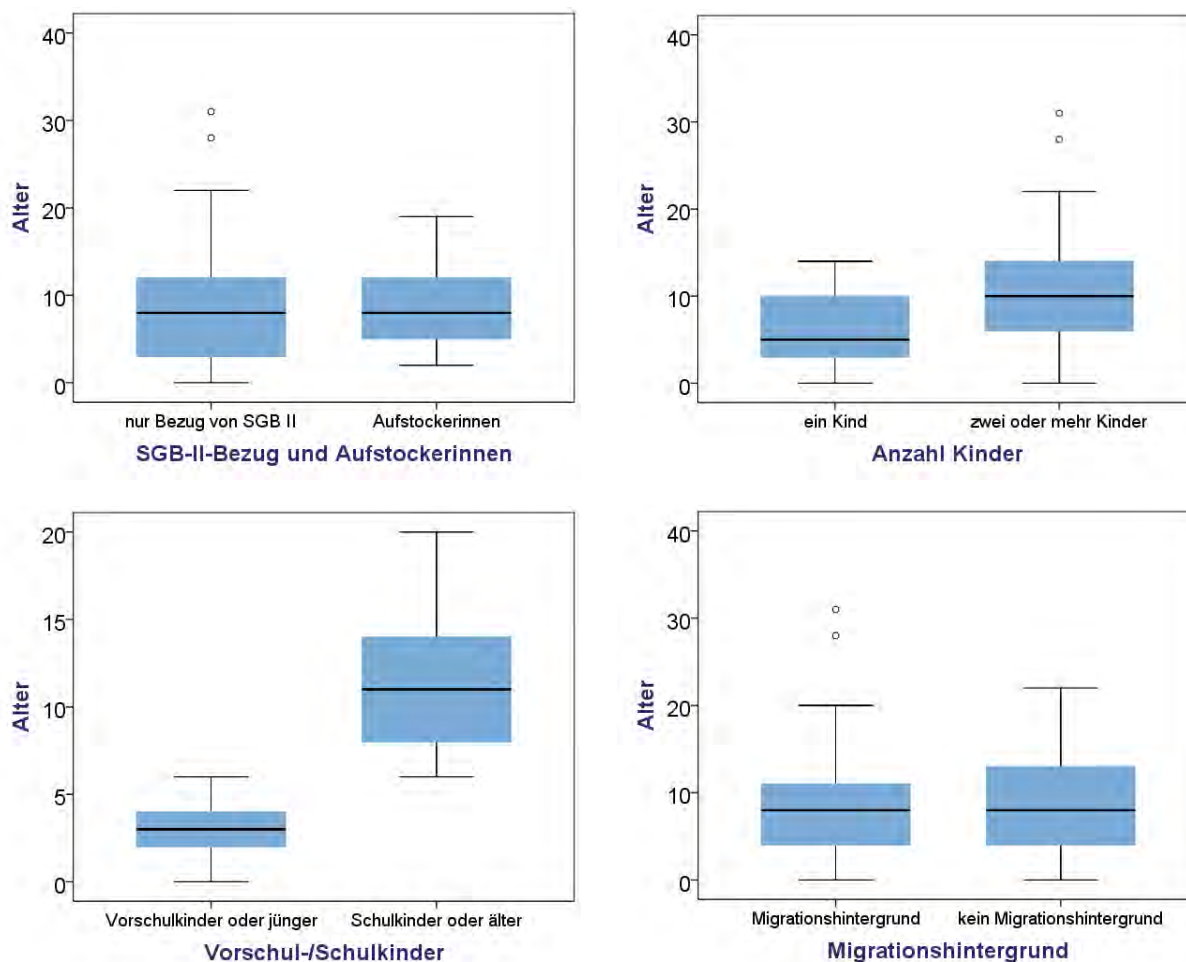 40
30
20
10
0
Alter
nur Bezug von SGB II Aufstockerinnen
SGB-II-Bezug und Aufstockerinnen
40
30
20
10
0
Alter
ein Kind zwei oder mehr Kinder
Anzahl Kinder
20
15
10
5
0
Alter
Vorschulkinder oder jünger Schulkinder oder älter
Vorschul-/Schulkinder
40
30
20
10
0
Alter
Migrationshintergrund kein Migrationshintergrund
Migrationshintergrund